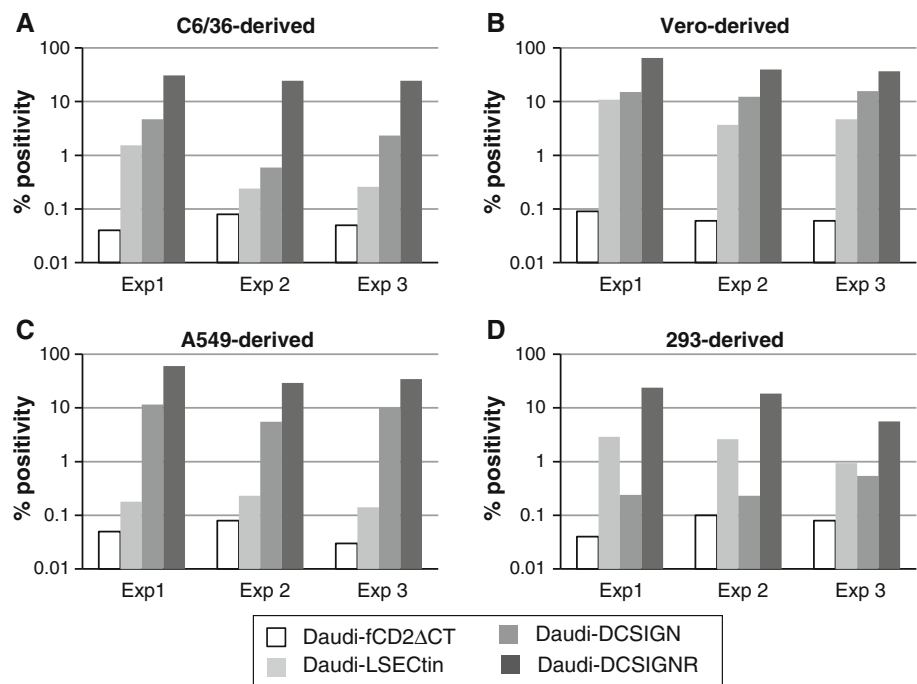 A
C6/36-derived
% positivity
100
10
1
0.1
0.01
Exp1
Exp 2
Exp 3
B
Vero-derived
% positivity
100
10
1
0.1
0.01
Exp1
Exp 2
Exp 3
C
A549-derived
% positivity
100
10
1
0.1
0.01
Exp1
Exp 2
Exp 3
D
293-derived
% positivity
100
10
1
0.1
0.01
Exp1
Exp 2
Exp 3
Daudi-fCD2ΔCT
Daudi-DCSIGN
Daudi-LSECtin
Daudi-DCSIGNR